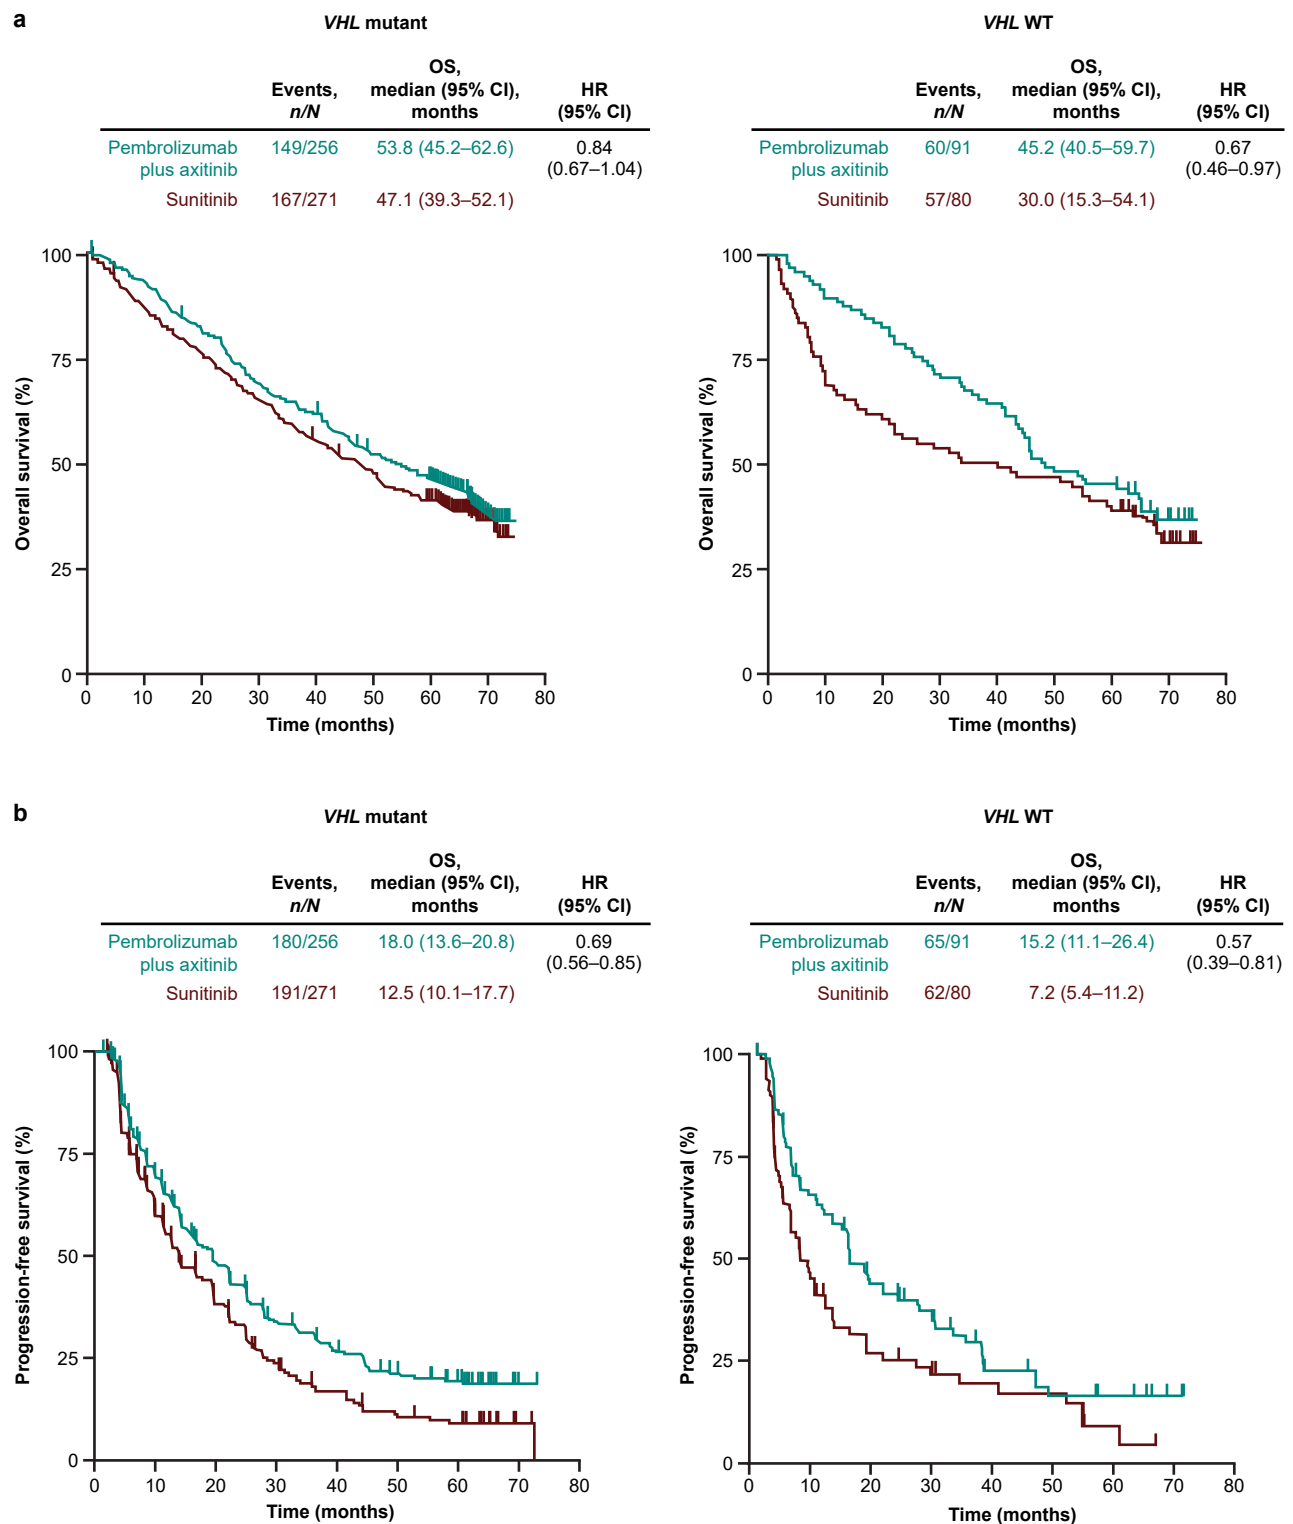 a
VHL mutant
Events, n/N
OS, median (95% CI), months
HR (95% CI)
Pembrolizumab plus axitinib 149/256 53.8 (45.2–62.6) 0.84 (0.67–1.04)
Sunitinib 167/271 47.1 (39.3–52.1)
100
75
50
25
0
Overall survival (%)
0 10 20 30 40 50 60 70 80
Time (months)
VHL WT
Events, n/N
OS, median (95% CI), months
HR (95% CI)
Pembrolizumab plus axitinib 60/91 45.2 (40.5–59.7) 0.67 (0.46–0.97)
Sunitinib 57/80 30.0 (15.3–54.1)
100
75
50
25
0
Overall survival (%)
0 10 20 30 40 50 60 70 80
Time (months)
b
VHL mutant
Events, n/N
OS, median (95% CI), months
HR (95% CI)
Pembrolizumab plus axitinib 180/256 18.0 (13.6–20.8) 0.69 (0.56–0.85)
Sunitinib 191/271 12.5 (10.1–17.7)
100
75
50
25
0
Progression-free survival (%)
0 10 20 30 40 50 60 70 80
Time (months)
VHL WT
Events, n/N
OS, median (95% CI), months
HR (95% CI)
Pembrolizumab plus axitinib 65/91 15.2 (11.1–26.4) 0.57 (0.39–0.81)
Sunitinib 62/80 7.2 (5.4–11.2)
100
75
50
25
0
Progression-free survival (%)
0 10 20 30 40 50 60 70 80
Time (months)